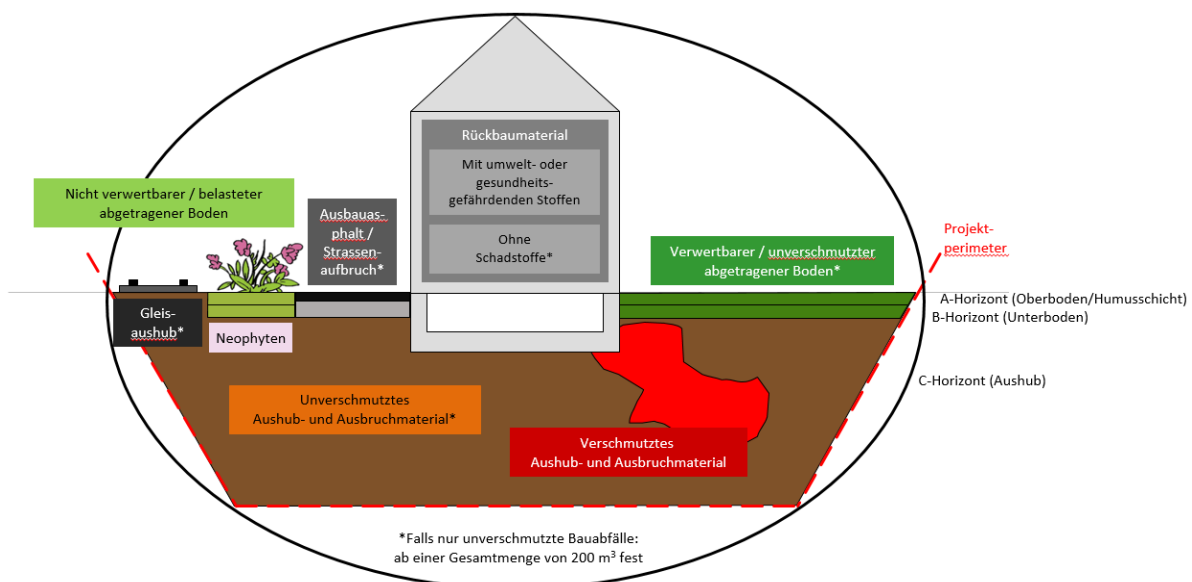 Rückbaumaterial
Mit umwelt- oder
gesundheits-
gefährdenden Stoffen
Ohne
Schadstoffe*
Nicht verwertbarer / belasteter
abgetragener Boden
Ausbauas-
phalt /
Strassen-
aufbruch*
Verwertbarer / unverschmutzter
abgetragener Boden*
Projekt-
perimeter
Gleis-
aushub*
Neophyten
A-Horizont (Oberboden/Humusschicht)
B-Horizont (Unterboden)
C-Horizont (Aushub)
Unverschmutztes
Aushub- und Ausbruchmaterial*
Verschmutztes
Aushub- und Ausbruchmaterial
*Falls nur unverschmutzte Bauabfälle:
ab einer Gesamtmenge von 200 m³ fest